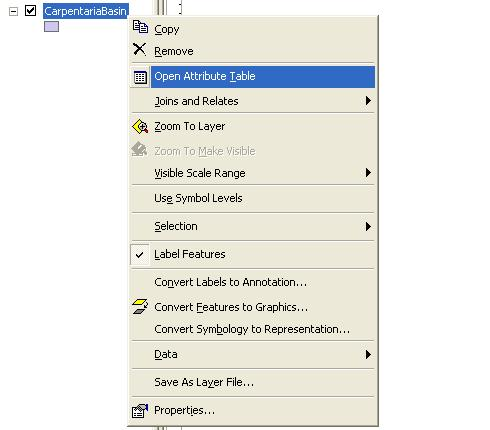 CarpentariaBasin
Copy
Remove
Open Attribute Table
Joins and Relates
Zoom To Layer
Zoom To Make Visible
Visible Scale Range
Use Symbol Levels
Selection
Label Features
Convert Labels to Annotation...
Convert Features to Graphics...
Convert Symbology to Representation...
Data
Save As Layer File...
Properties...